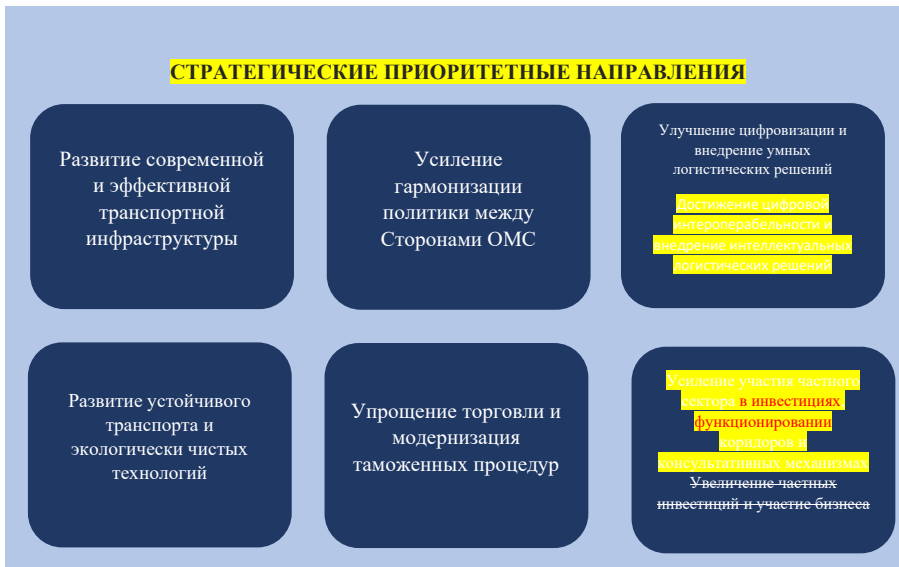 СТРАТЕГИЧЕСКИЕ ПРИОРИТЕТНЫЕ НАПРАВЛЕНИЯ
Развитие современной
и эффективной
транспортной
инфраструктуры
Усиление
гармонизации
политики между
Сторонами ОМС
Улучшение цифровизации и
внедрение умных
логистических решений
Достижение цифровой
интероперабельности и
внедрение интеллектуальных
логистических решений
Развитие устойчивого
транспорта и
экологически чистых
технологий
Упрощение торговли и
модернизация
таможенных процедур
Усиление участия частного
сектора в инвестициях,
функционировании
коридоров и
консультативных механизмах
Увеличение частных
инвестиций и участие бизнеса